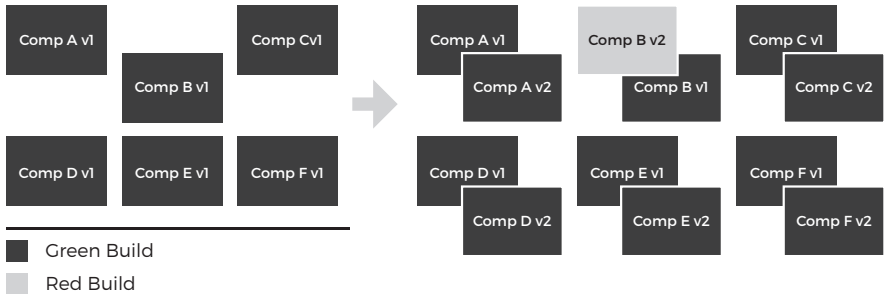 Comp A v1
Comp Cv1
Comp B v1
Comp D v1
Comp E v1
Comp F v1
Comp A v1
Comp A v2
Comp B v2
Comp B v1
Comp C v1
Comp C v2
Comp D v1
Comp D v2
Comp E v1
Comp E v2
Comp F v1
Comp F v2
Green Build
Red Build